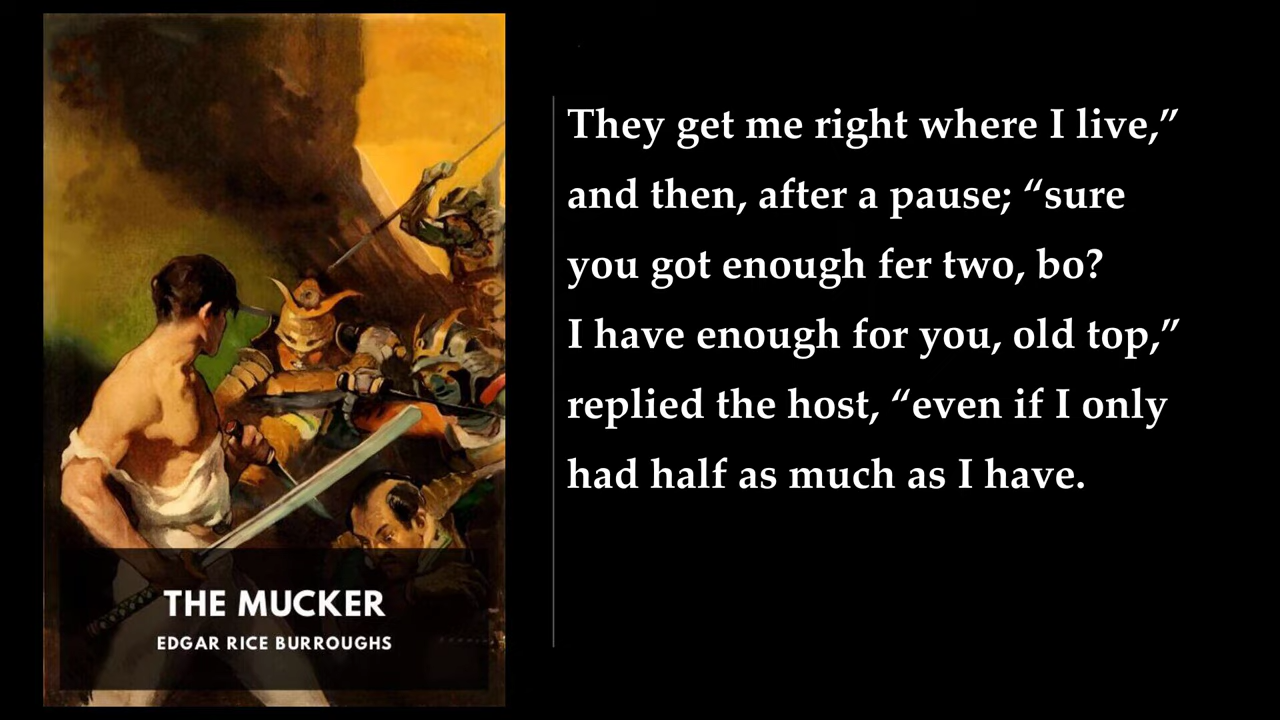 They get me right where I live,”
and then, after a pause; “sure
you got enough fer two, bo?
I have enough for you, old top,”
replied the host, “even if I only
had half as much as I have.
THE MUCKER
EDGAR RICE BURROUGHS